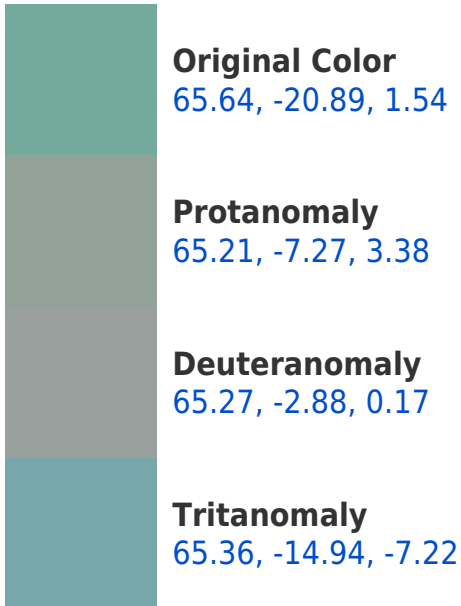 Original Color
65.64, -20.89, 1.54
Protanomaly
65.21, -7.27, 3.38
Deuteranomaly
65.27, -2.88, 0.17
Tritanomaly
65.36, -14.94, -7.22